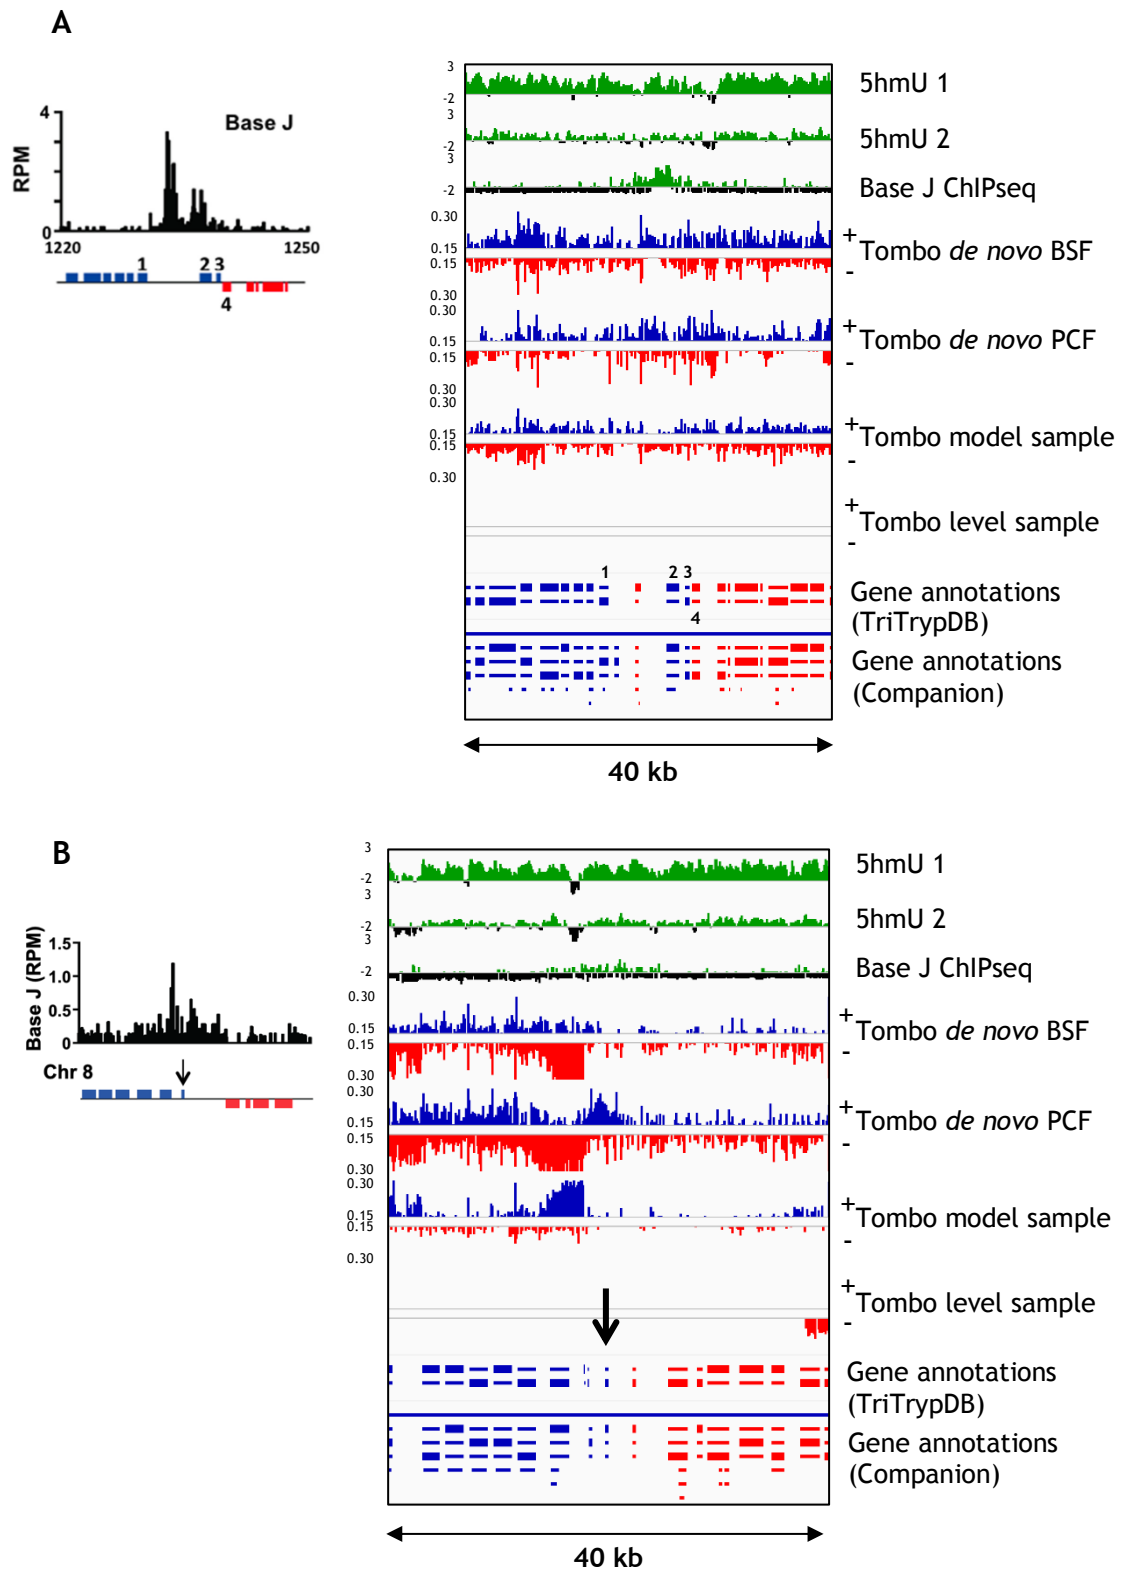 A
Base J
RPM
4
0
1220
1250
1
2 3
4
3
-2
5hmU 1
3
-2
5hmU 2
3
-2
Base J ChIPseq
0.30
0.15
0.15
0.30
+
-
Tombo de novo BSF
0.30
0.15
0.15
0.30
+
-
Tombo de novo PCF
0.30
0.15
0.15
0.30
+
-
Tombo model sample
+
-
Tombo level sample
1
2 3
4
Gene annotations
(TriTrypDB)
Gene annotations
(Companion)
40 kb
B
Base J (RPM)
1.5
1.0
0.5
0
Chr 8
3
-2
5hmU 1
3
-2
5hmU 2
3
-2
Base J ChIPseq
0.30
0.15
0.15
0.30
+
-
Tombo de novo BSF
0.30
0.15
0.15
0.30
+
-
Tombo de novo PCF
0.30
0.15
0.15
0.30
+
-
Tombo model sample
+
-
Tombo level sample
Gene annotations
(TriTrypDB)
Gene annotations
(Companion)
40 kb